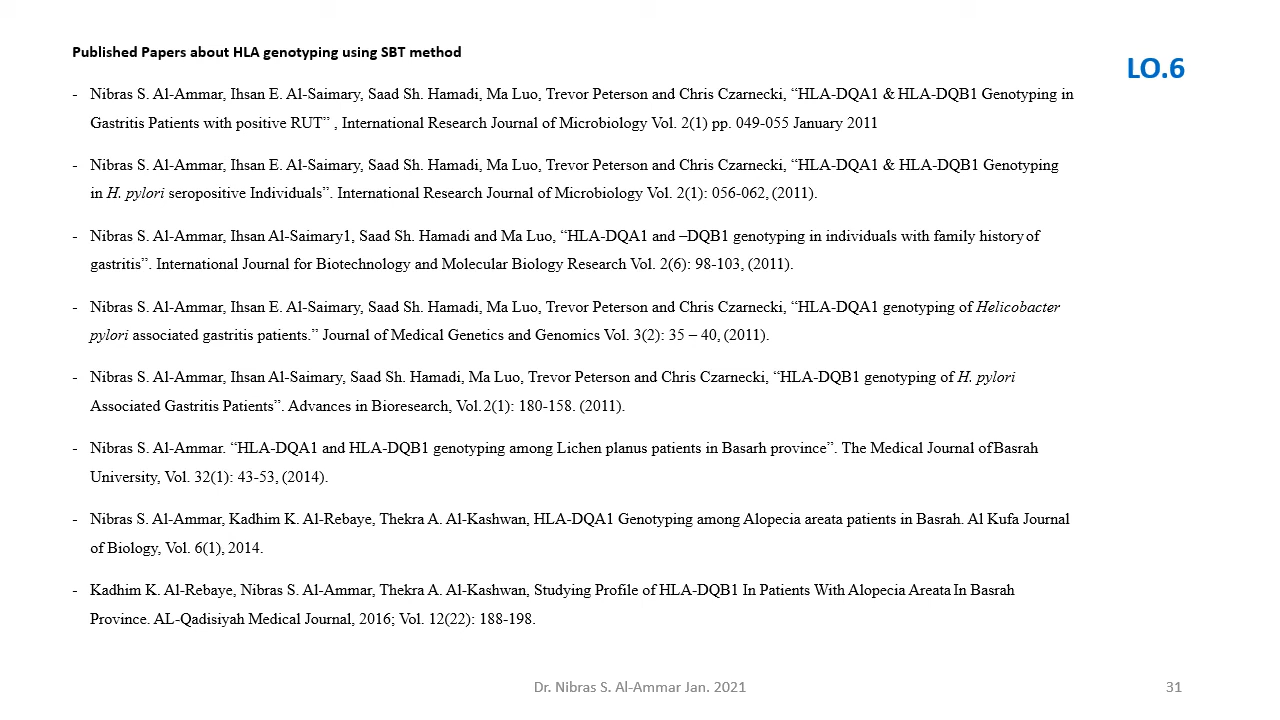 Published Papers about HLA genotyping using SBT method
LO.6
- Nibras S. Al-Ammar, Ihsan E. Al-Saimary, Saad Sh. Hamadi, Ma Luo, Trevor Peterson and Chris Czarnecki, “HLA-DQA1 & HLA-DQB1 Genotyping in
Gastritis Patients with positive RUT” , International Research Journal of Microbiology Vol. 2(1) pp. 049-055 January 2011
- Nibras S. Al-Ammar, Ihsan E. Al-Saimary, Saad Sh. Hamadi, Ma Luo, Trevor Peterson and Chris Czarnecki, “HLA-DQA1 & HLA-DQB1 Genotyping
in H. pylori seropositive Individuals”. International Research Journal of Microbiology Vol. 2(1): 056-062, (2011).
- Nibras S. Al-Ammar, Ihsan Al-Saimary1, Saad Sh. Hamadi and Ma Luo, “HLA-DQA1 and –DQB1 genotyping in individuals with family history of
gastritis”. International Journal for Biotechnology and Molecular Biology Research Vol. 2(6): 98-103, (2011).
- Nibras S. Al-Ammar, Ihsan E. Al-Saimary, Saad Sh. Hamadi, Ma Luo, Trevor Peterson and Chris Czarnecki, “HLA-DQA1 genotyping of Helicobacter
pylori associated gastritis patients.” Journal of Medical Genetics and Genomics Vol. 3(2): 35 – 40, (2011).
- Nibras S. Al-Ammar, Ihsan Al-Saimary, Saad Sh. Hamadi, Ma Luo, Trevor Peterson and Chris Czarnecki, “HLA-DQB1 genotyping of H. pylori
Associated Gastritis Patients”. Advances in Bioresearch, Vol.2(1): 180-158. (2011).
- Nibras S. Al-Ammar. “HLA-DQA1 and HLA-DQB1 genotyping among Lichen planus patients in Basarh province”. The Medical Journal of Basrah
University, Vol. 32(1): 43-53, (2014).
- Nibras S. Al-Ammar, Kadhim K. Al-Rebaye, Thekra A. Al-Kashwan, HLA-DQA1 Genotyping among Alopecia areata patients in Basrah. Al Kufa Journal
of Biology, Vol. 6(1), 2014.
- Kadhim K. Al-Rebaye, Nibras S. Al-Ammar, Thekra A. Al-Kashwan, Studying Profile of HLA-DQB1 In Patients With Alopecia Areata In Basrah
Province. AL-Qadisiyah Medical Journal, 2016; Vol. 12(22): 188-198.
Dr. Nibras S. Al-Ammar Jan. 2021
31